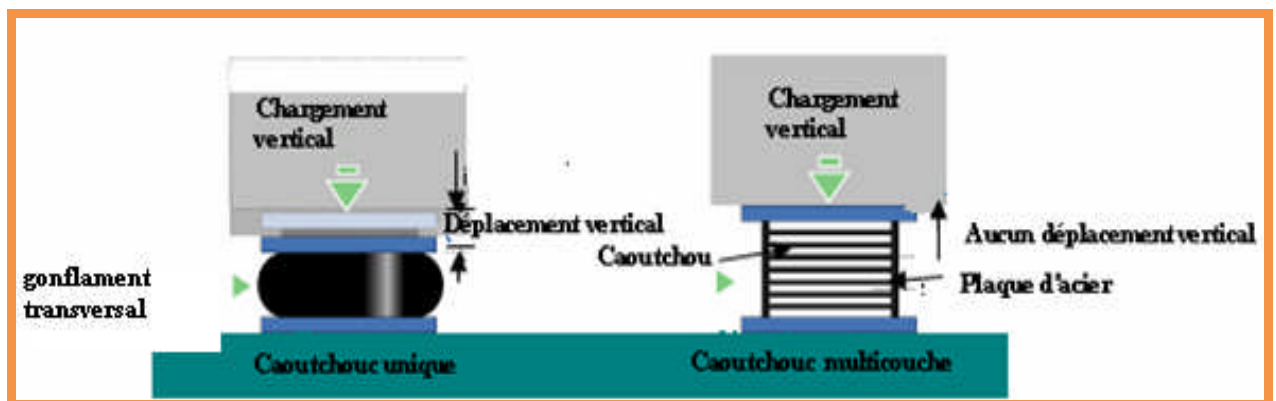 Chargement
vertical
Déplacement vertical
gonflament
transversal
Caoutchouc unique
Chargement
vertical
Caoutchou
Aucun déplacement vertical
Plaque d'acier
Caoutchouc multicouche